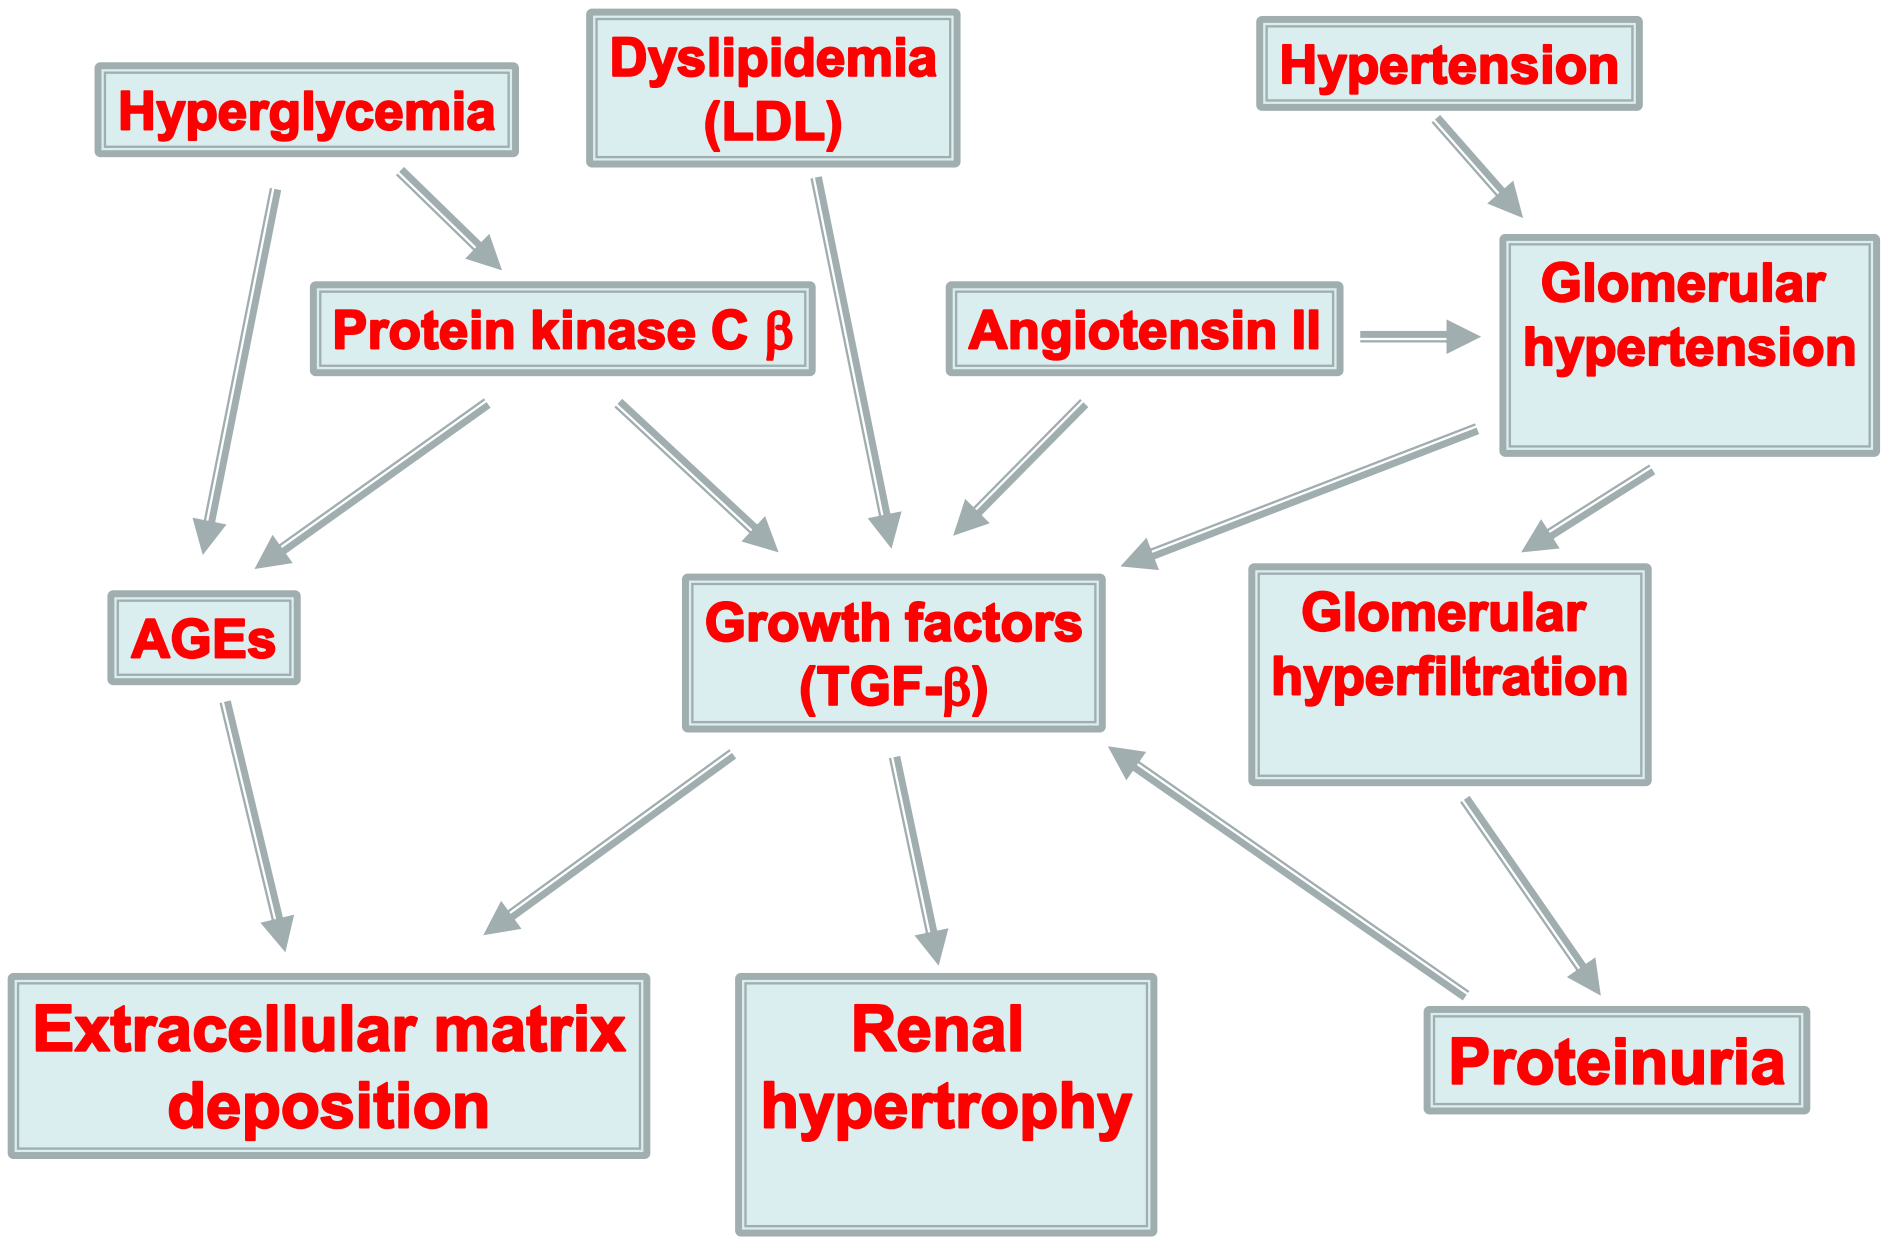 Hyperglycemia
Dyslipidemia
(LDL)
Hypertension
Protein kinase C β
Angiotensin II
Glomerular
hypertension
AGEs
Growth factors
(TGF-β)
Glomerular
hyperfiltration
Extracellular matrix
deposition
Renal
hypertrophy
Proteinuria